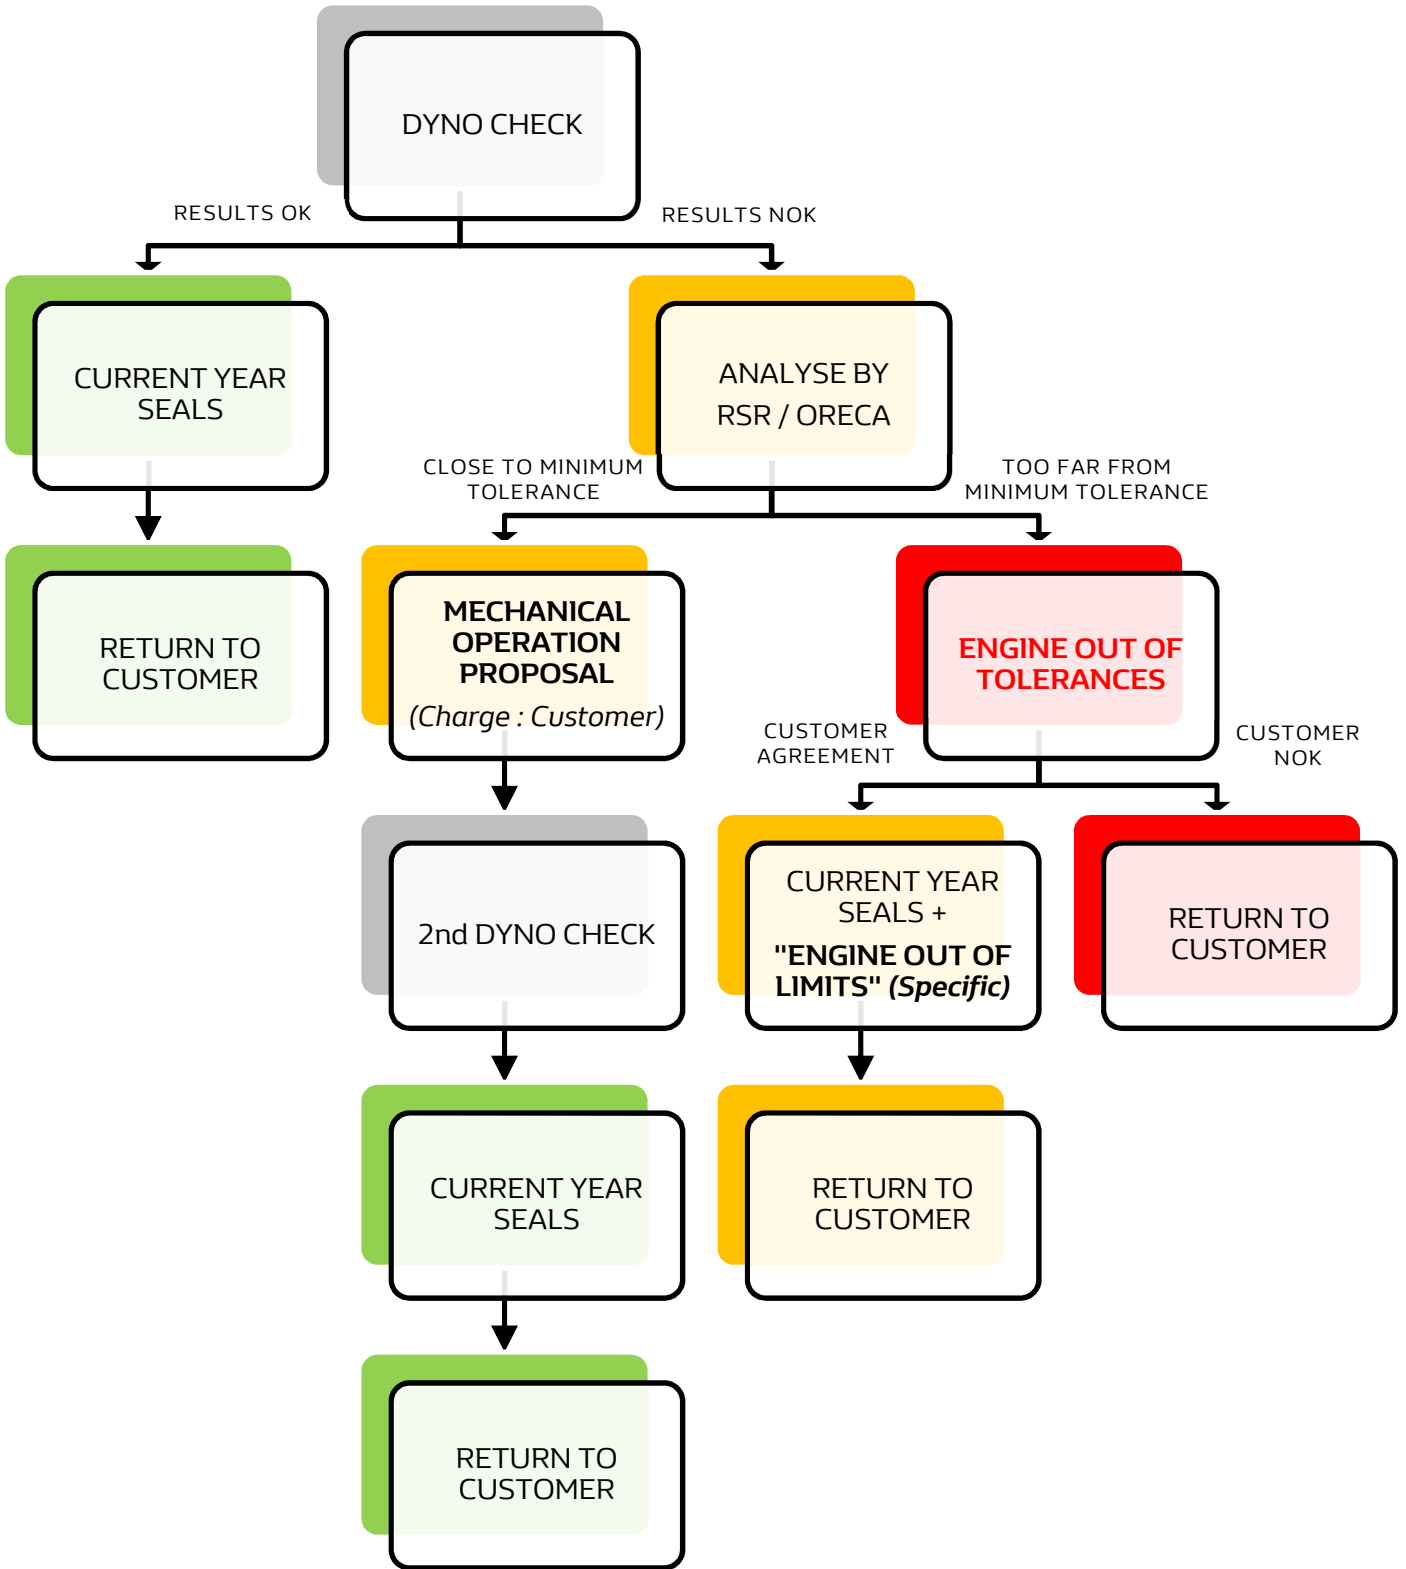 DYNO CHECK
RESULTS OK
RESULTS NOK
CURRENT YEAR
SEALS
ANALYSE BY
RSR / ORECA
CLOSE TO MINIMUM
TOLERANCE
TOO FAR FROM
MINIMUM TOLERANCE
RETURN TO
CUSTOMER
MECHANICAL
OPERATION
PROPOSAL
(Charge : Customer)
ENGINE OUT OF
TOLERANCES
CUSTOMER
AGREEMENT
CUSTOMER
NOK
2nd DYNO CHECK
CURRENT YEAR
SEALS +
"ENGINE OUT OF
LIMITS" (Specific)
RETURN TO
CUSTOMER
CURRENT YEAR
SEALS
RETURN TO
CUSTOMER
RETURN TO
CUSTOMER